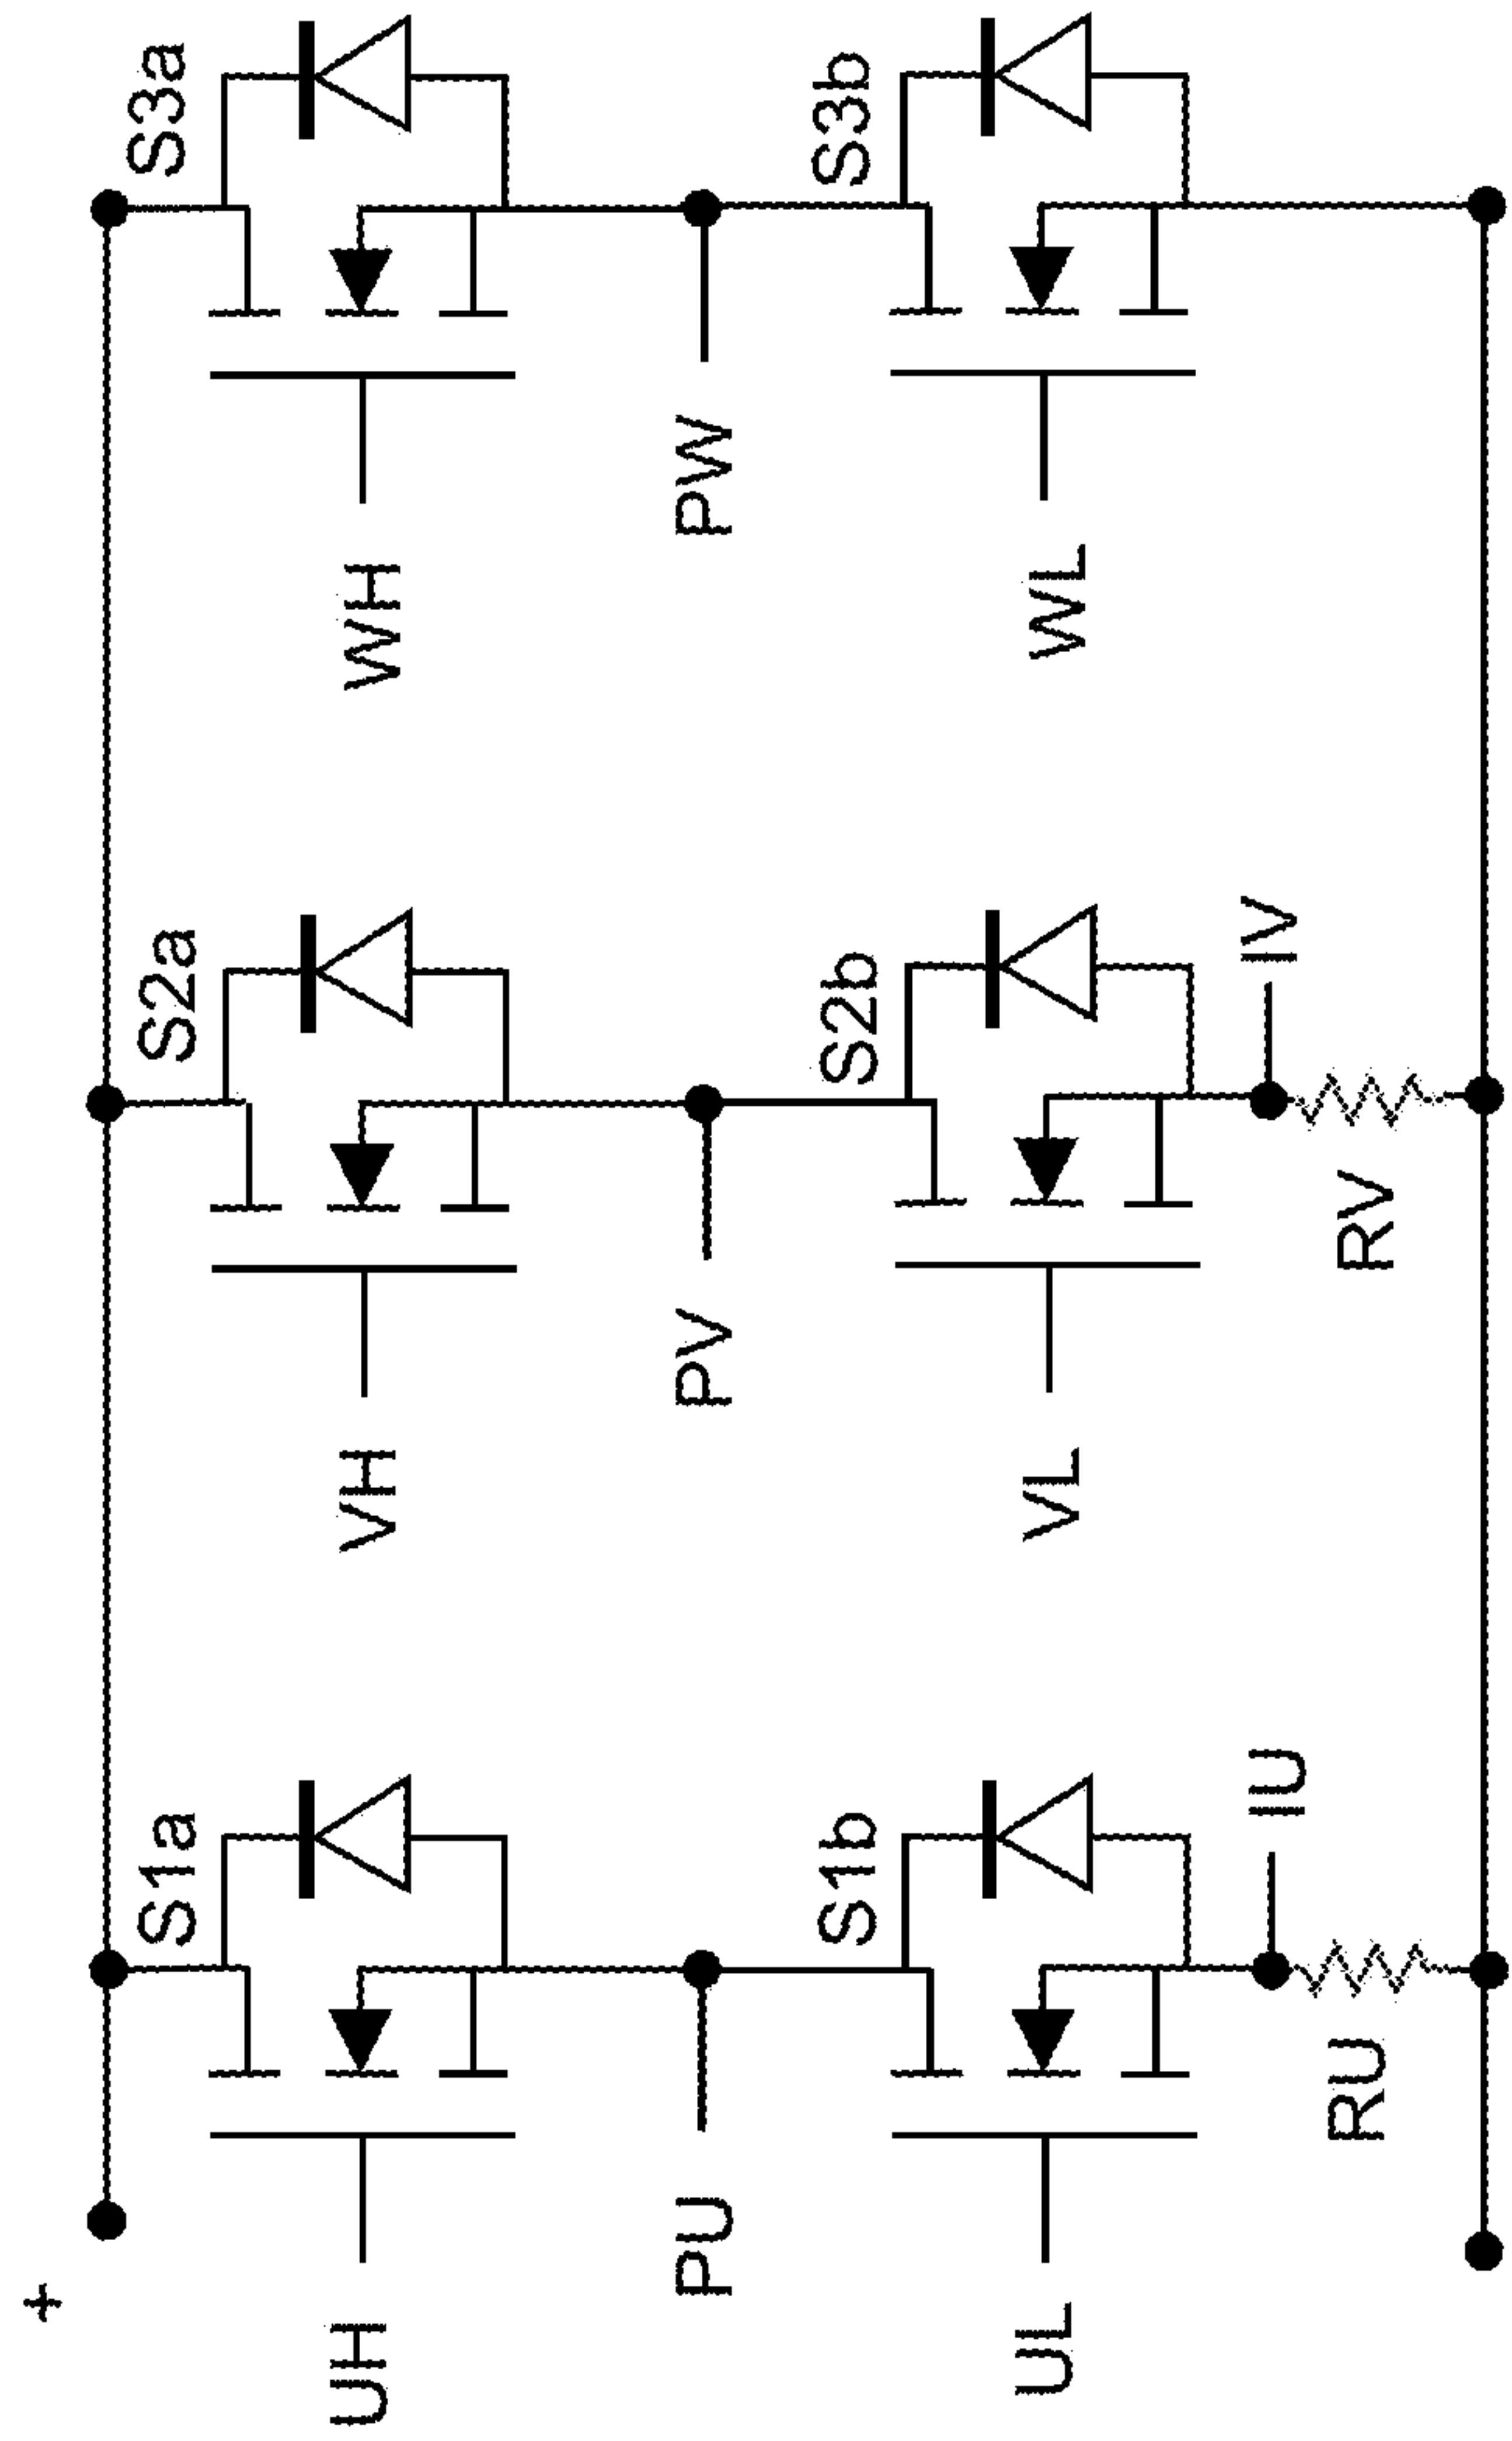 +
S1a
S2a
S3a
UH
VH
WH
PU
PV
PW
S1b
S2b
S3b
UL
VL
WL
IU
IV
RU
RV